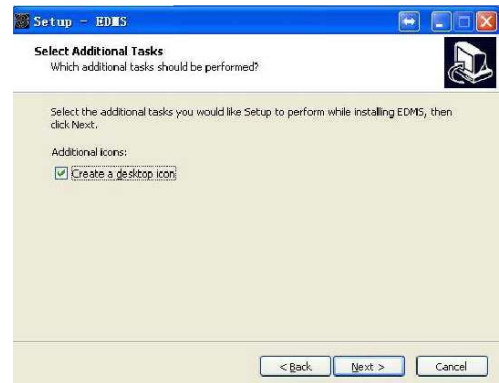 Setup - EDMS
Select Additional Tasks
Which additional tasks should be performed?
Select the additional tasks you would like Setup to perform while installing EDMS, then
click Next.
Additional icons:
Create a desktop icon
< Back
Next >
Cancel